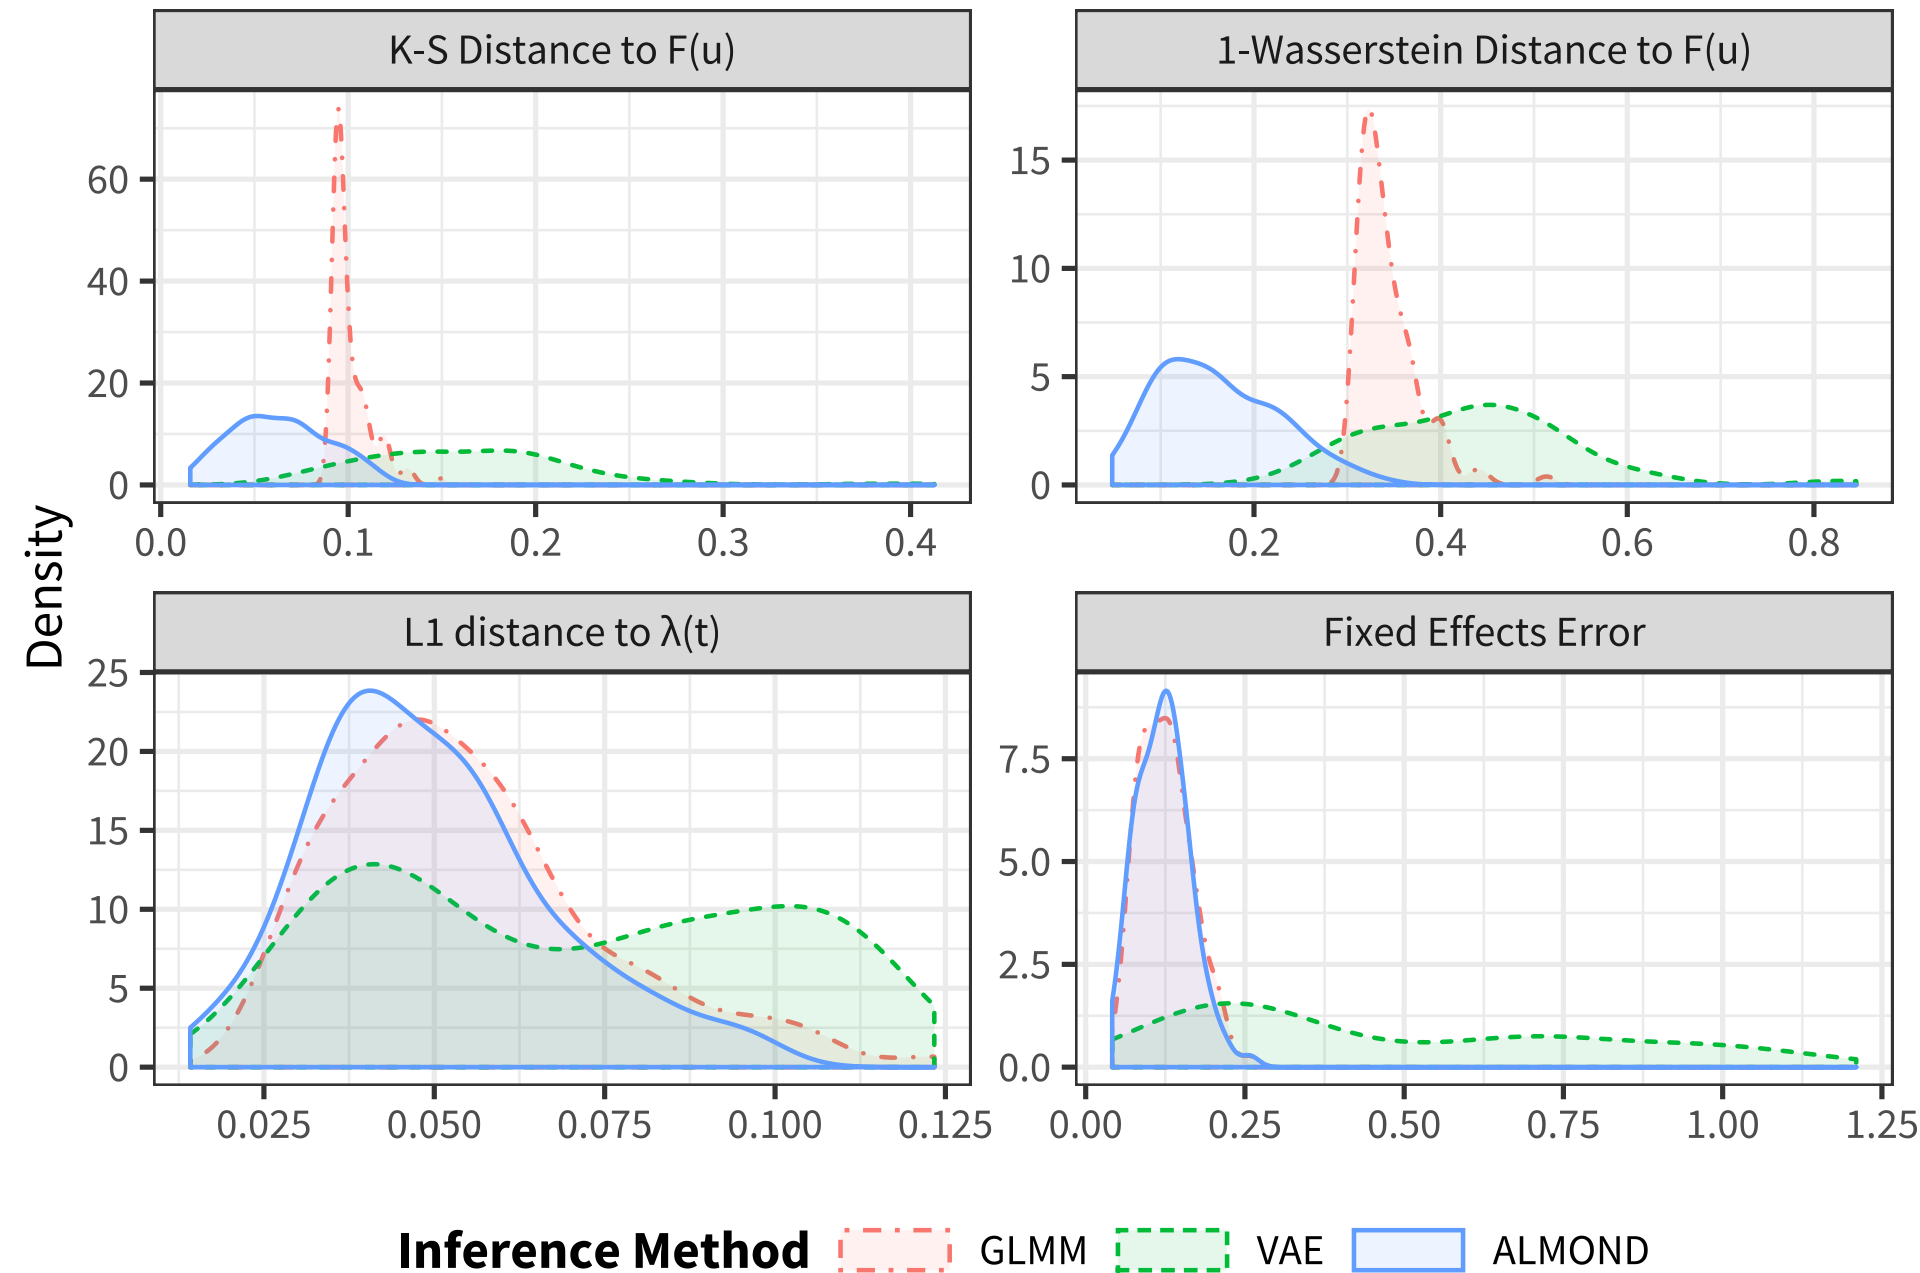 K-S Distance to F(u)
1-Wasserstein Distance to F(u)
60
40
20
0
0.0 0.1 0.2 0.3 0.4
15
10
5
0
0.2 0.4 0.6 0.8
Density
L1 distance to λ(t)
Fixed Effects Error
25
20
15
10
5
0
0.025 0.050 0.075 0.100 0.125
7.5
5.0
2.5
0.0
0.00 0.25 0.50 0.75 1.00 1.25
Inference Method GLMM VAE ALMOND